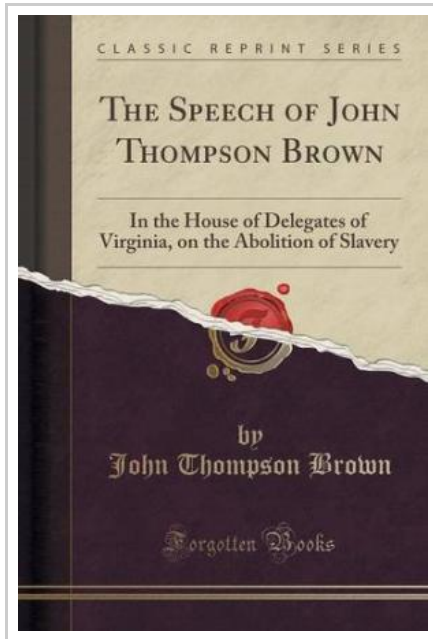 CLASSIC REPRINT SERIES
THE SPEECH OF JOHN
THOMPSON BROWN
In the House of Delegates of
Virginia, on the Abolition of Slavery
by
John Thompson Brown
Forgotten Books